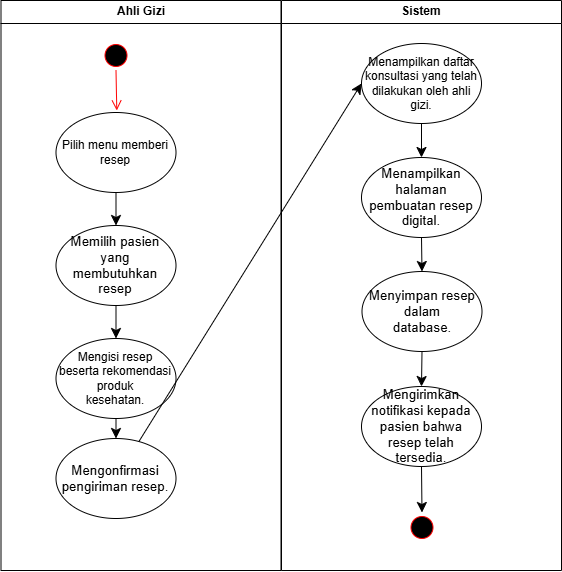 Ahli Gizi
Sistem
Pilih menu memberi
resep
Memilih pasien
yang
membutuhkan
resep
Mengisi resep
beserta rekomendasi
produk
kesehatan.
Mengonfirmasi
pengiriman resep.
Menampilkan daftar
konsultasi yang telah
dilakukan oleh ahli
gizi.
Menampilkan
halaman
pembuatan resep
digital.
Menyimpan resep
dalam
database.
Mengirimkan
notifikasi kepada
pasien bahwa
resep telah
tersedia.